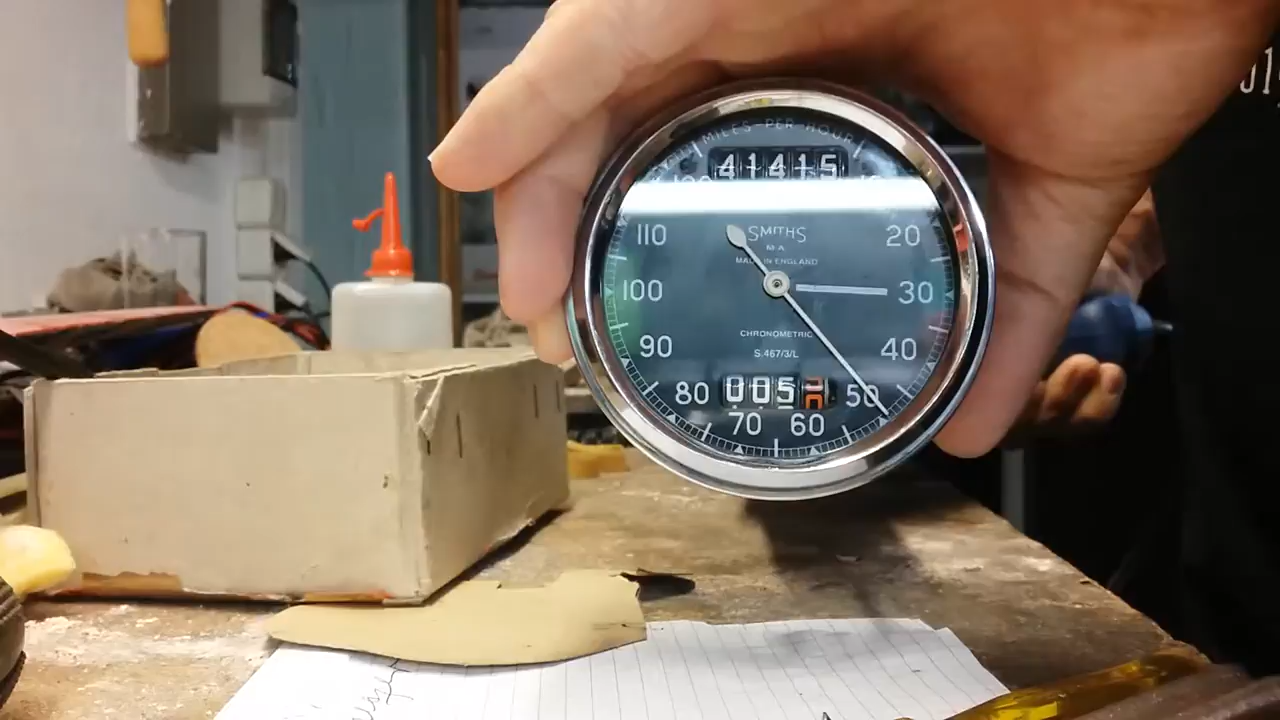 MILES-PER-HOUR
41415
SMITHS
M.A
MADE IN ENGLAND
110 20
100 30
90 40
80 50
70 60
CHRONOMETRIC
S.467/3/L
005